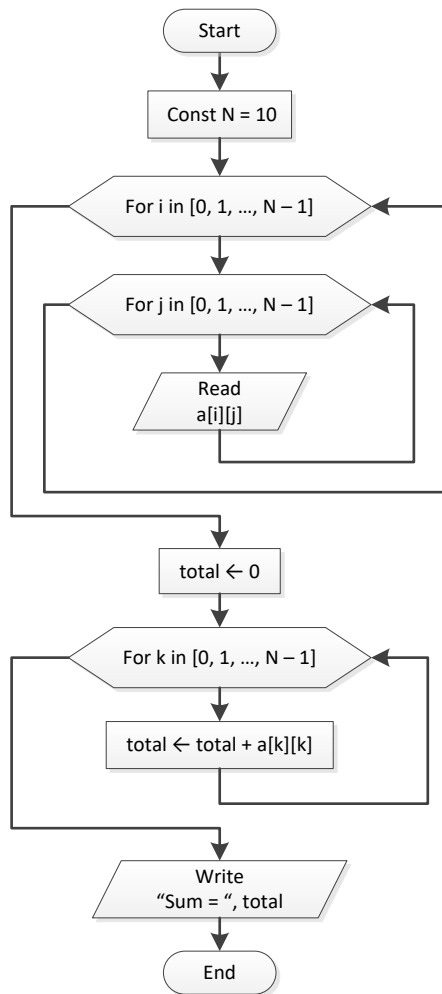 Start
Const N = 10
For i in [0, 1, …, N – 1]
For j in [0, 1, …, N – 1]
Read
a[i][j]
total ← 0
For k in [0, 1, …, N – 1]
total ← total + a[k][k]
Write
“Sum = “, total
End